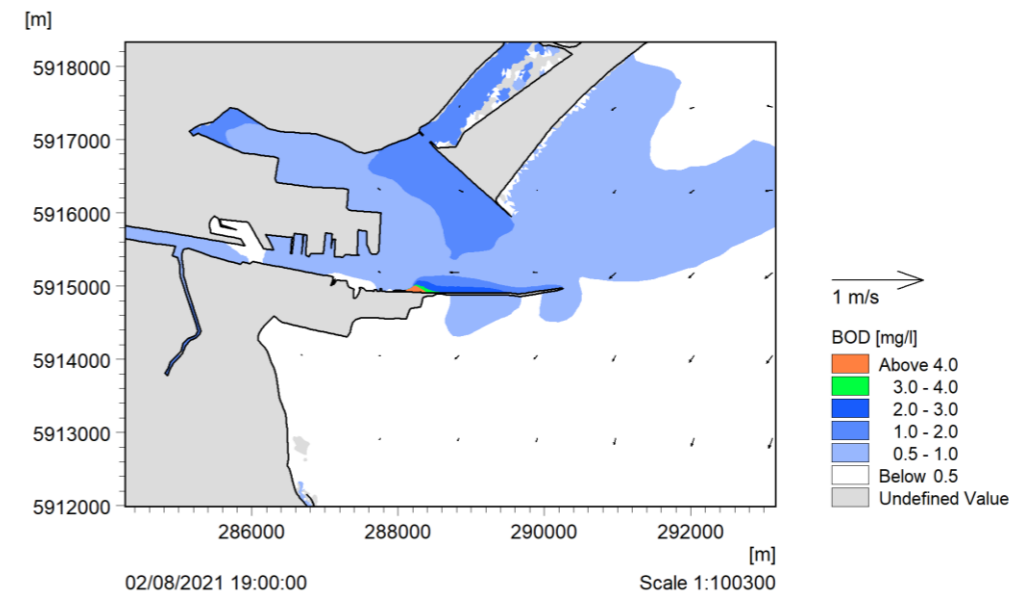 [m]
5918000
5917000
5916000
5915000
5914000
5913000
5912000
286000
288000
290000
292000
[m]
02/08/2021 19:00:00
Scale 1:100300
1 m/s
BOD [mg/l]
Above 4.0
3.0 - 4.0
2.0 - 3.0
1.0 - 2.0
0.5 - 1.0
Below 0.5
Undefined Value